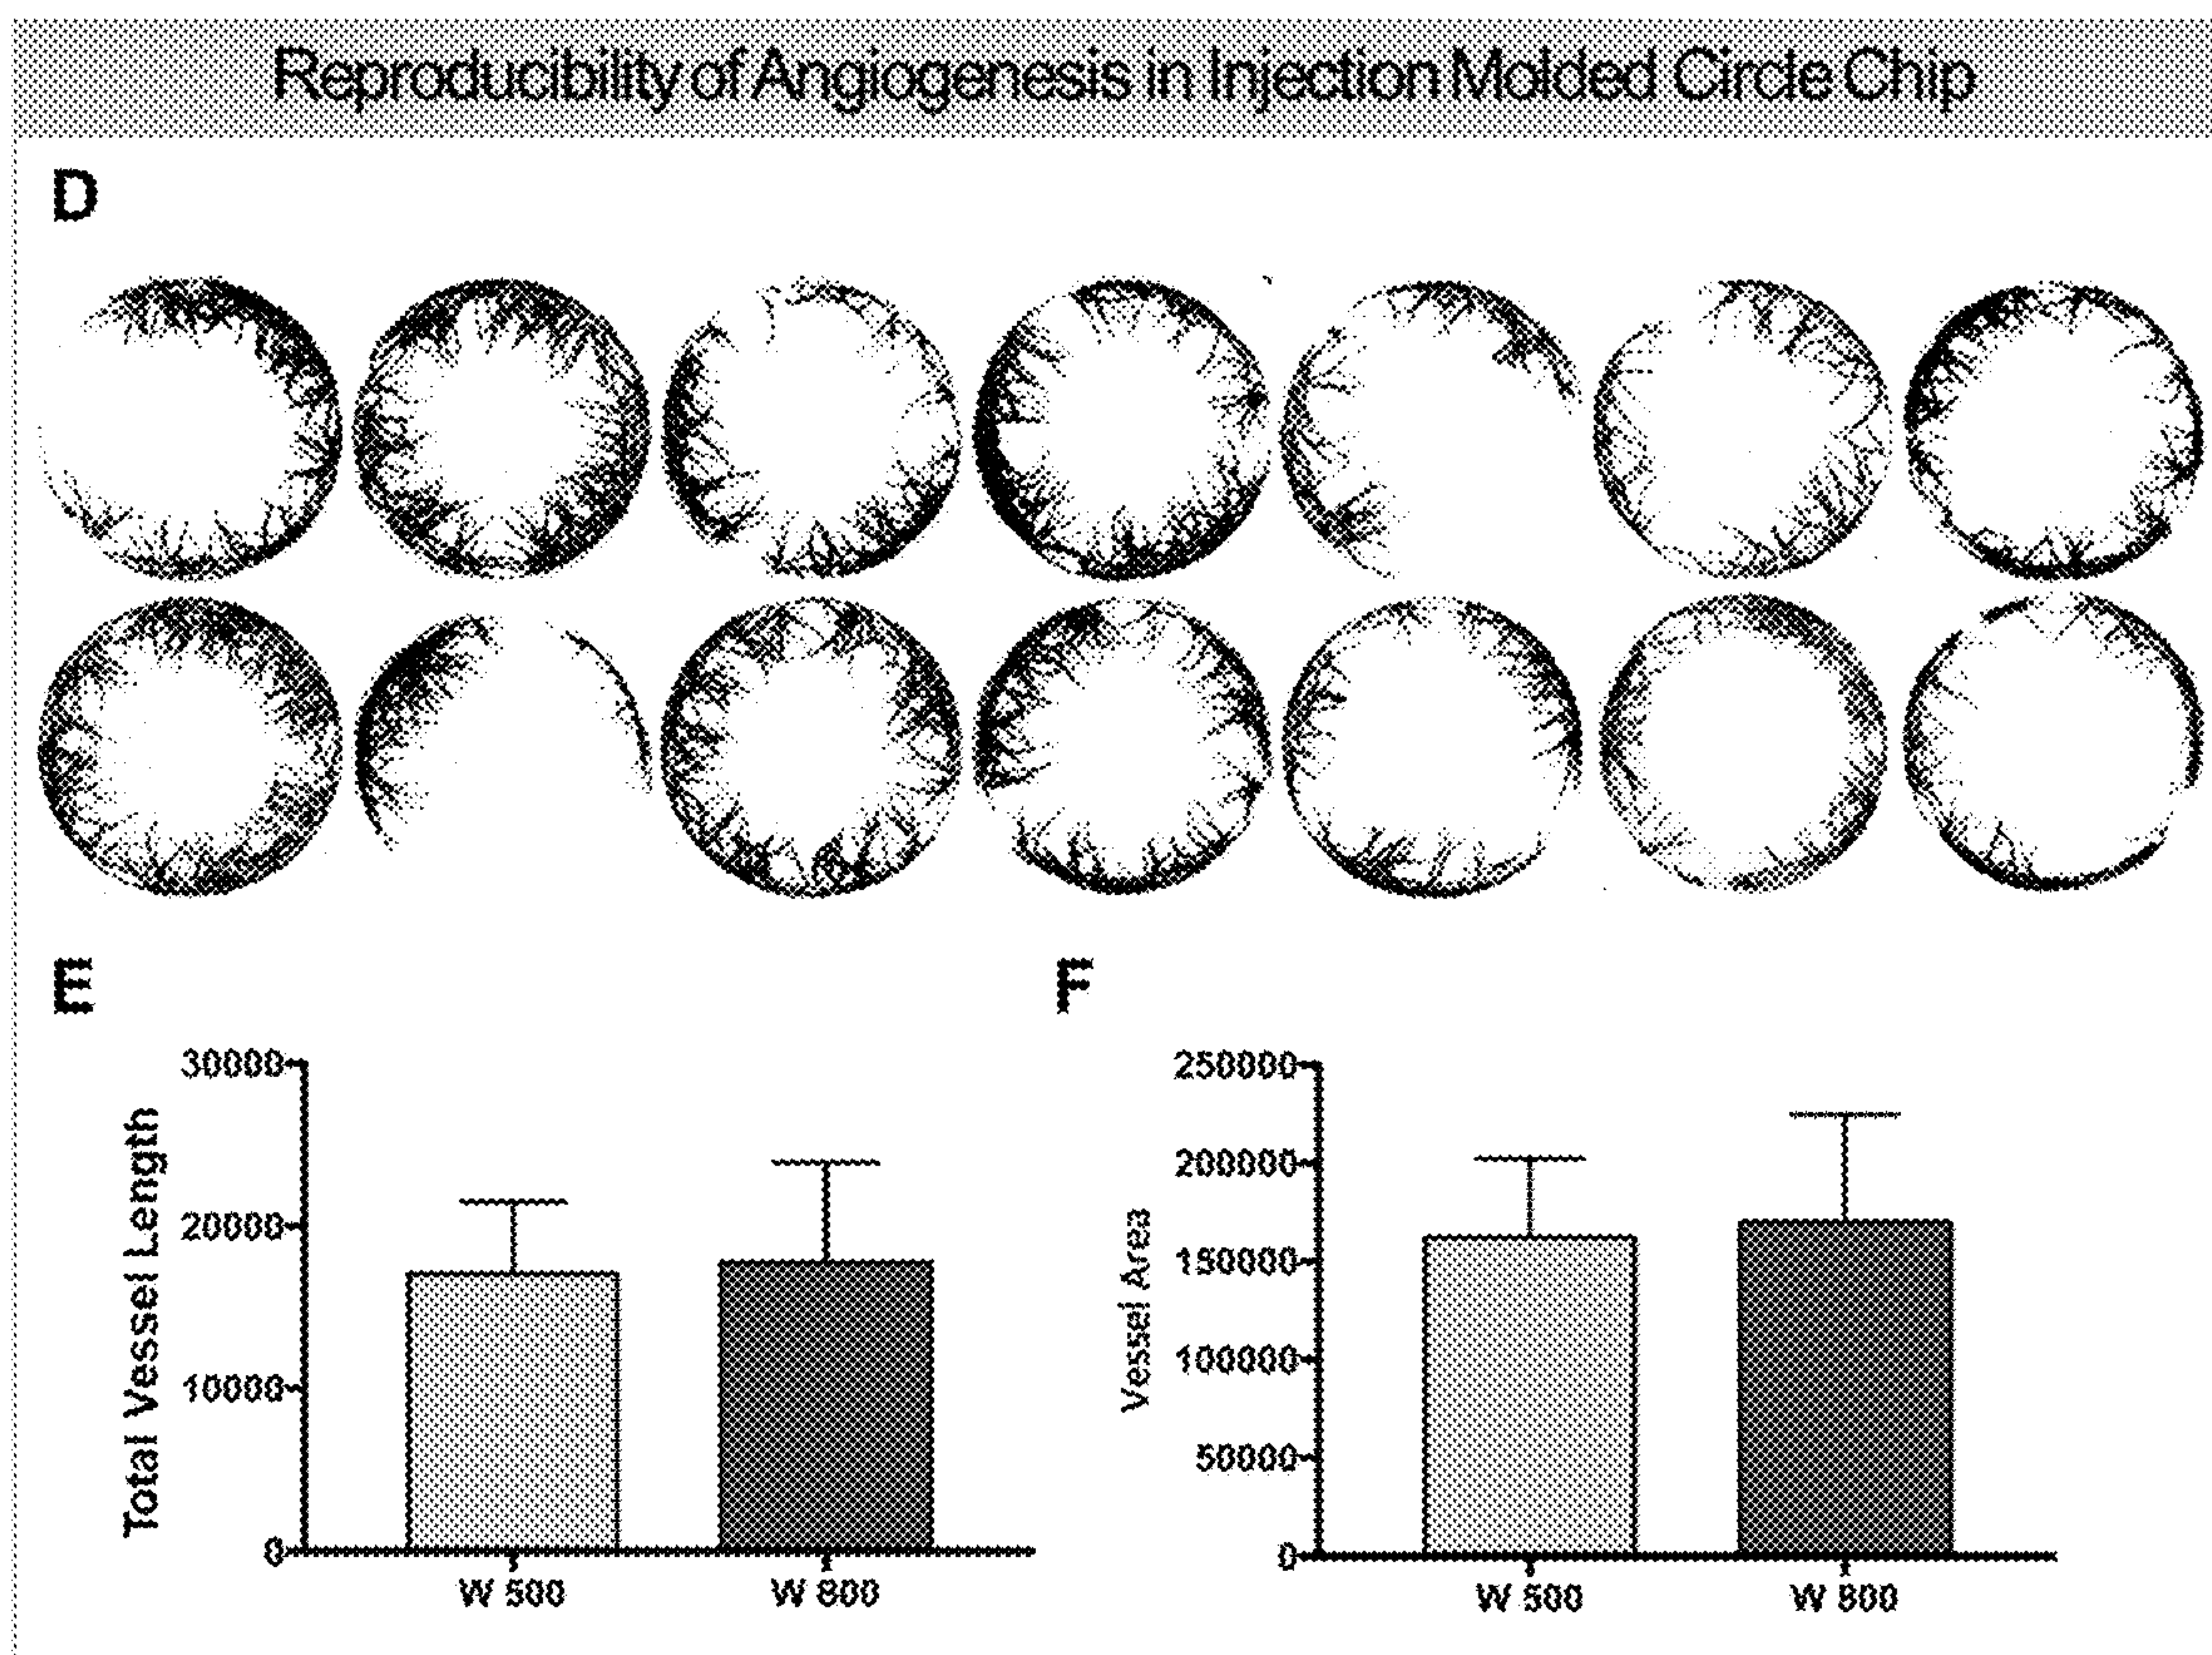 Reproducibility of Angiogenesis in Injection Molded Circle Chip
D
E
F
Total Vessel Length
30000
20000
10000
0
W 500
W 800
Vessel Area
250000
200000
150000
100000
50000
0
W 500
W 800